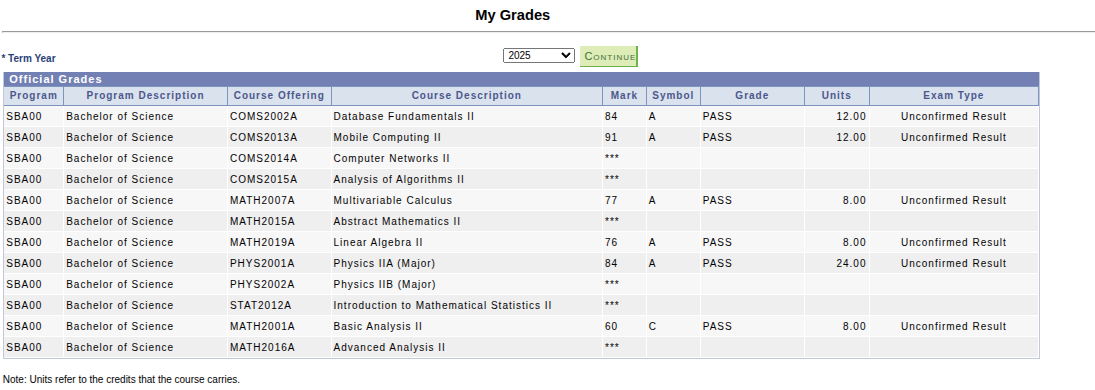 My Grades
* Term Year 2025 CONTINUE
Official Grades
Program Program Description Course Offering Course Description Mark Symbol Grade Units Exam Type
SBA00 Bachelor of Science COMS2002A Database Fundamentals II 84 A PASS 12.00 Unconfirmed Result
SBA00 Bachelor of Science COMS2013A Mobile Computing II 91 A PASS 12.00 Unconfirmed Result
SBA00 Bachelor of Science COMS2014A Computer Networks II ***
SBA00 Bachelor of Science COMS2015A Analysis of Algorithms II ***
SBA00 Bachelor of Science MATH2007A Multivariable Calculus 77 A PASS 8.00 Unconfirmed Result
SBA00 Bachelor of Science MATH2015A Abstract Mathematics II ***
SBA00 Bachelor of Science MATH2019A Linear Algebra II 76 A PASS 8.00 Unconfirmed Result
SBA00 Bachelor of Science PHYS2001A Physics IIA (Major) 84 A PASS 24.00 Unconfirmed Result
SBA00 Bachelor of Science PHYS2002A Physics IIB (Major) ***
SBA00 Bachelor of Science STAT2012A Introduction to Mathematical Statistics II ***
SBA00 Bachelor of Science MATH2001A Basic Analysis II 60 C PASS 8.00 Unconfirmed Result
SBA00 Bachelor of Science MATH2016A Advanced Analysis II ***
Note: Units refer to the credits that the course carries.